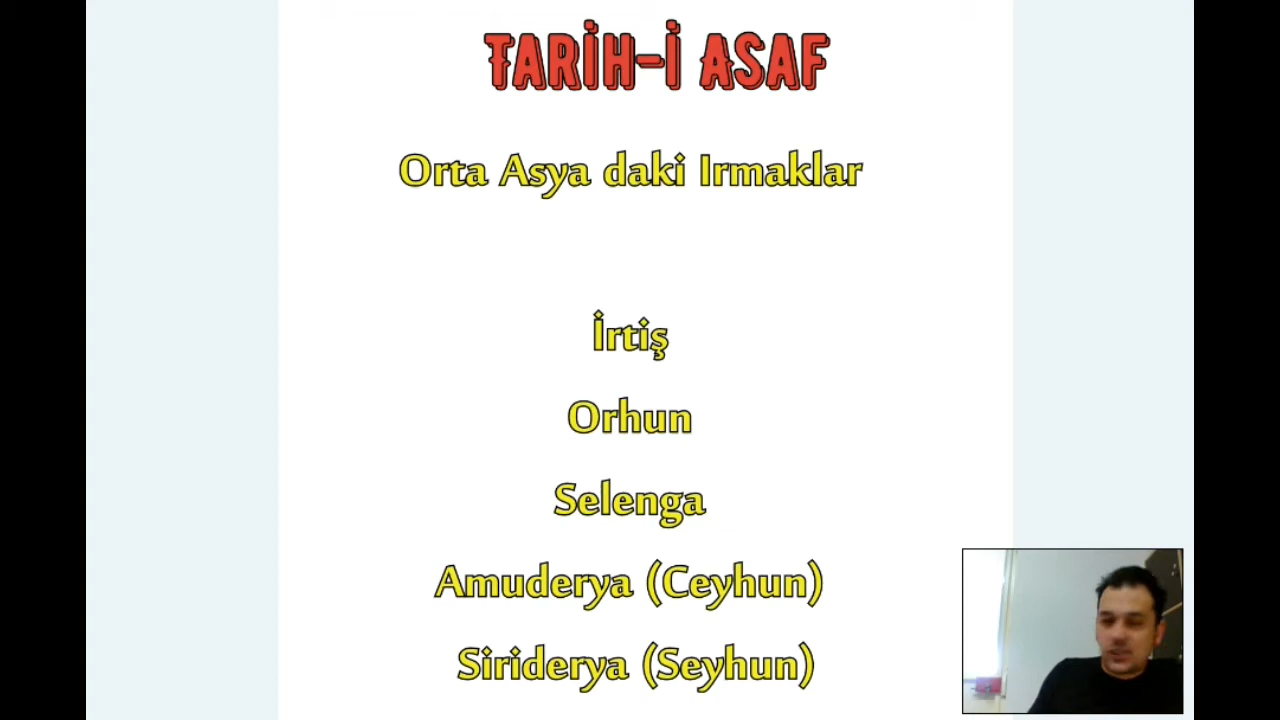 TARİH-İ ASAF
Orta Asya daki Irmaklar
İrtiş
Orhun
Selenga
Amuderya (Ceyhun)
Siriderya (Seyhun)